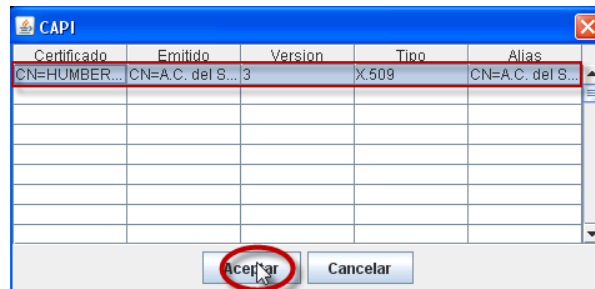 CAPI
Certificado Emitido Version Tipo Alias
CN=HUMBER... CN=A.C. del S... 3 X.509 CN=A.C. del S...
Aceptar Cancelar